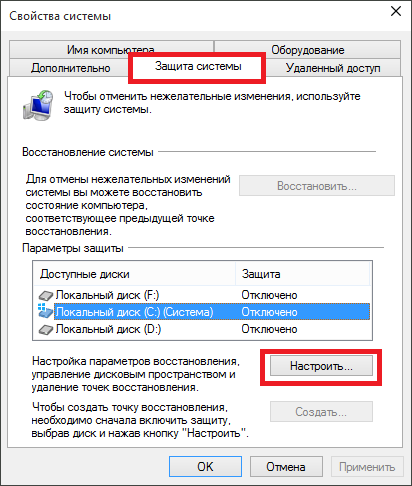 Свойства системы
Имя компьютера Оборудование
Дополнительно Защита системы Удаленный доступ
Чтобы отменить нежелательные изменения, используйте
защиту системы.
Восстановление системы
Для отмены нежелательных изменений
системы вы можете восстановить
состояние компьютера,
соответствующее предыдущей точке
восстановления.
Восстановить...
Параметры защиты
Доступные диски Защита
Локальный диск (F:) Отключено
Локальный диск (C:) (Система) Отключено
Локальный диск (D:) Отключено
Настройка параметров восстановления,
управление дисковым пространством и
удаление точек восстановления.
Настроить...
Чтобы создать точку восстановления,
необходимо сначала включить защиту,
выбрав диск и нажав кнопку "Настроить".
Создать...
OK Отмена Применить